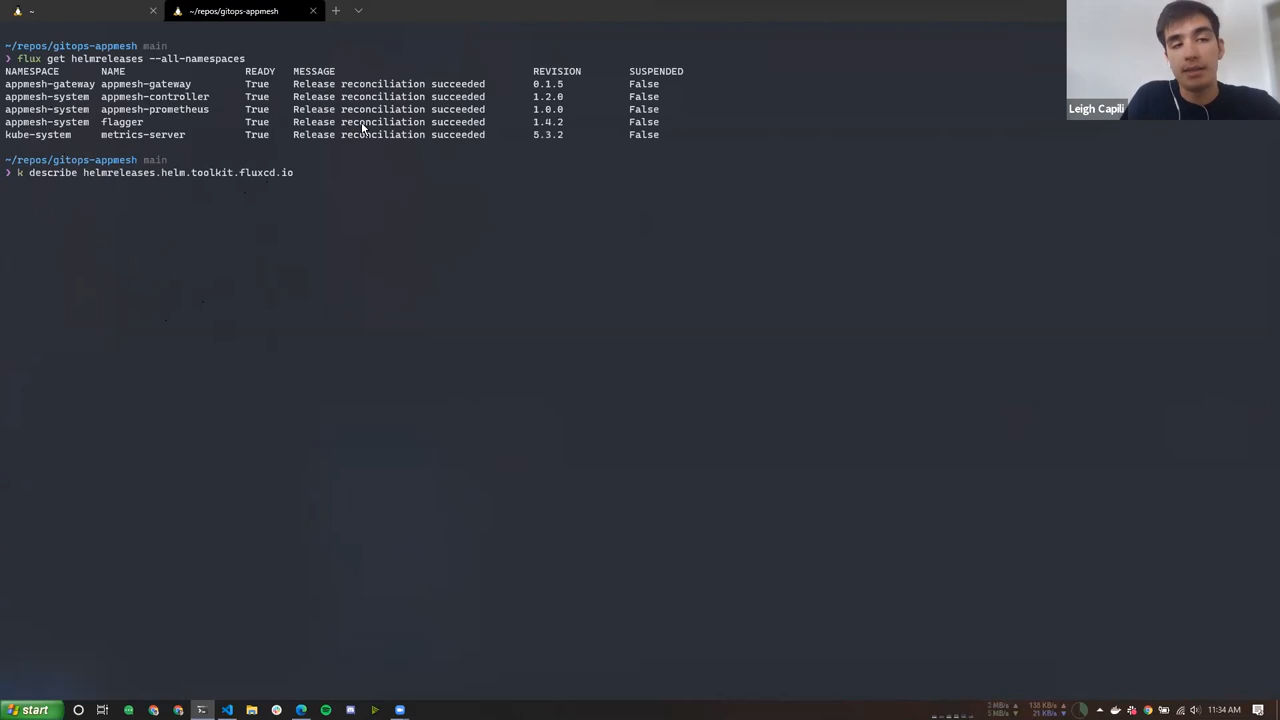 ~
~/repos/gitops-appmesh
~/repos/gitops-appmesh main
❯ flux get helmreleases --all-namespaces
NAMESPACE NAME READY MESSAGE REVISION SUSPENDED
appmesh-gateway appmesh-gateway True Release reconciliation succeeded 0.1.5 False
appmesh-system appmesh-controller True Release reconciliation succeeded 1.2.0 False
appmesh-system appmesh-prometheus True Release reconciliation succeeded 1.0.0 False
appmesh-system flagger True Release reconciliation succeeded 1.4.2 False
kube-system metrics-server True Release reconciliation succeeded 5.3.2 False
~/repos/gitops-appmesh main
❯ k describe helmreleases.helm.toolkit.fluxcd.io
Leigh Capili
start
11:34 AM